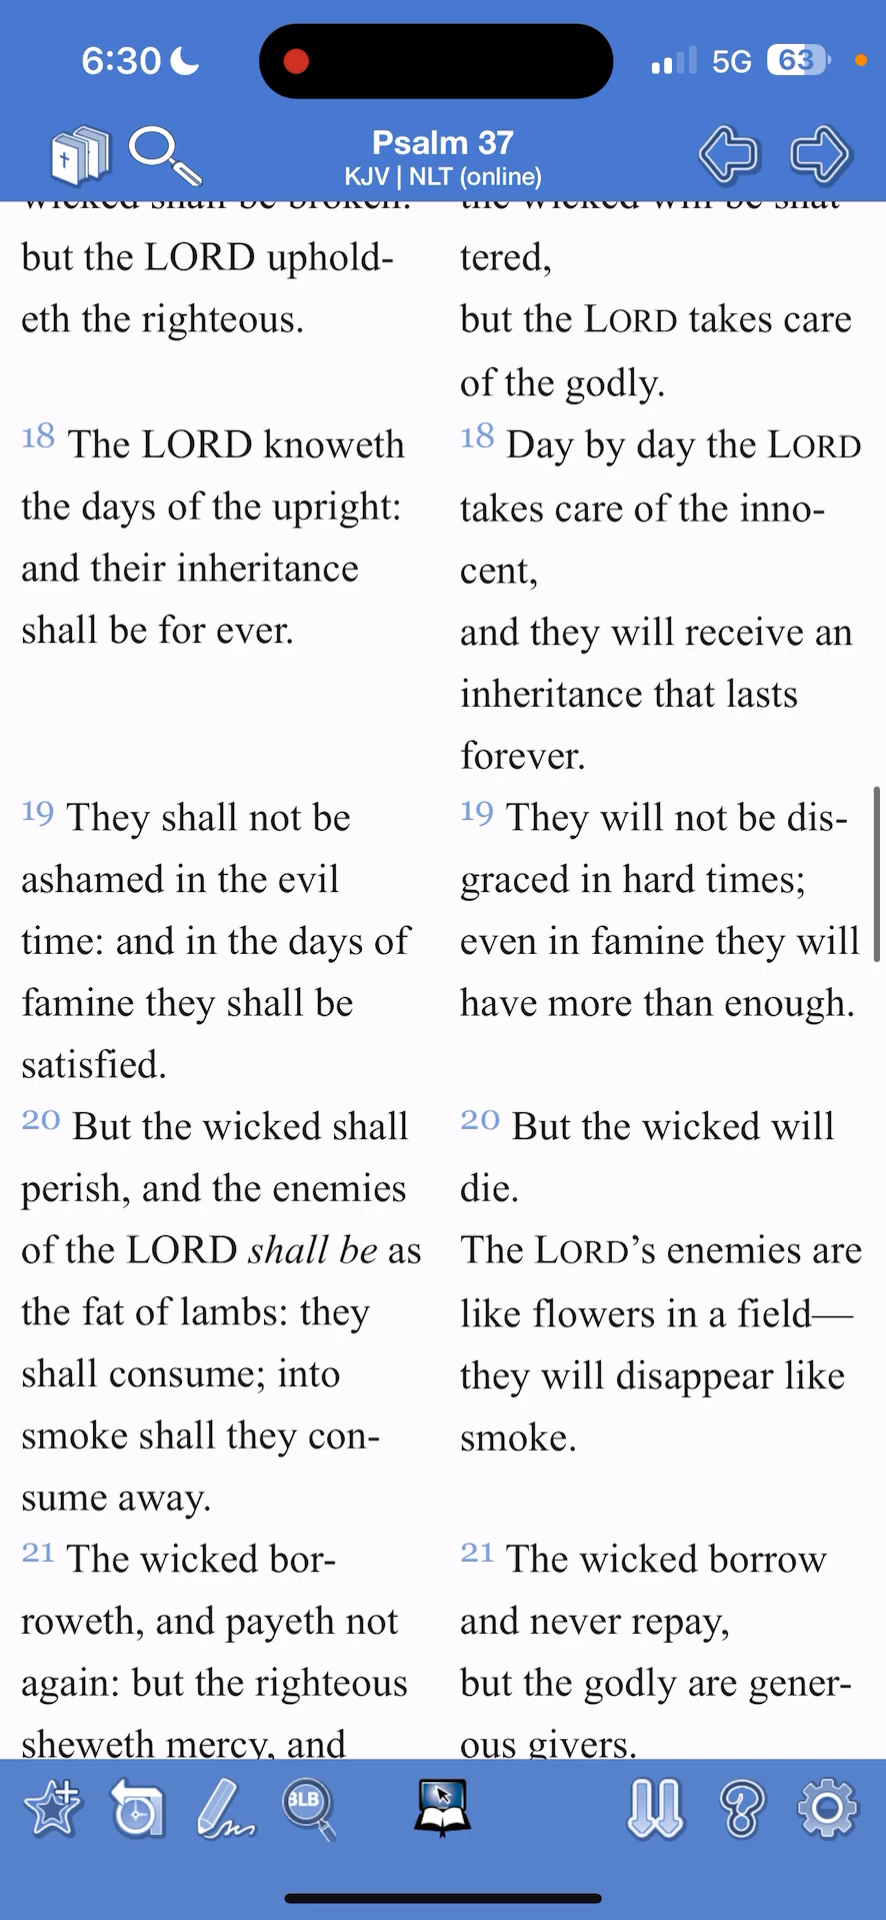 6:30
5G
63
Psalm 37
KJV | NLT (online)
wicked shall be broken:
but the LORD uphold-
eth the righteous.
18 The LORD knoweth
the days of the upright:
and their inheritance
shall be for ever.
19 They shall not be
ashamed in the evil
time: and in the days of
famine they shall be
satisfied.
20 But the wicked shall
perish, and the enemies
of the LORD shall be as
the fat of lambs: they
shall consume; into
smoke shall they con-
sume away.
21 The wicked bor-
roweth, and payeth not
again: but the righteous
sheweth mercy, and
the wicked will be shat
tered,
but the LORD takes care
of the godly.
18 Day by day the LORD
takes care of the inno-
cent,
and they will receive an
inheritance that lasts
forever.
19 They will not be dis-
graced in hard times;
even in famine they will
have more than enough.
20 But the wicked will
die.
The LORD’s enemies are
like flowers in a field—
they will disappear like
smoke.
21 The wicked borrow
and never repay,
but the godly are gener-
ous givers.
BLB